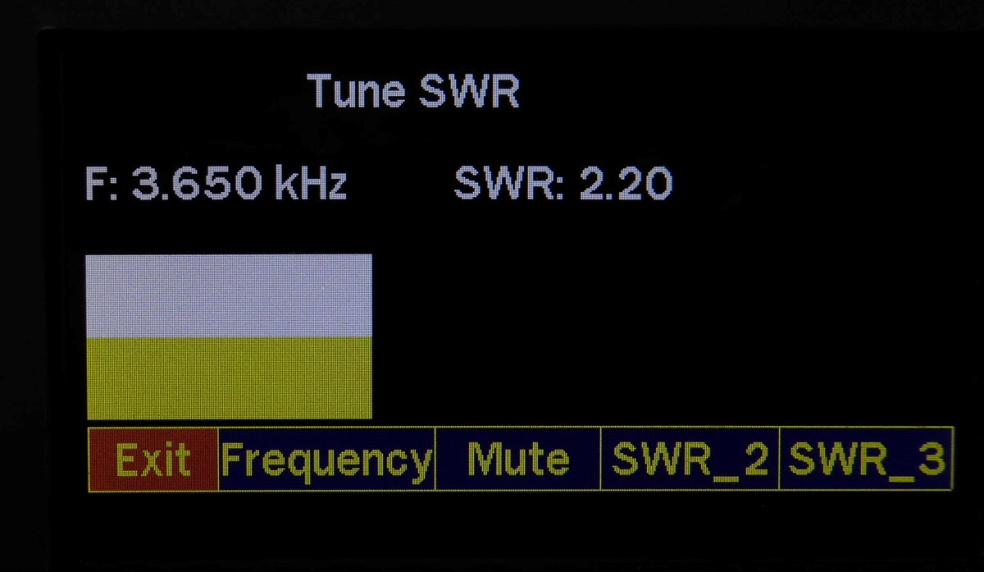 Tune SWR
F: 3.650 kHz SWR: 2.20
Exit Frequency Mute SWR_2 SWR_3